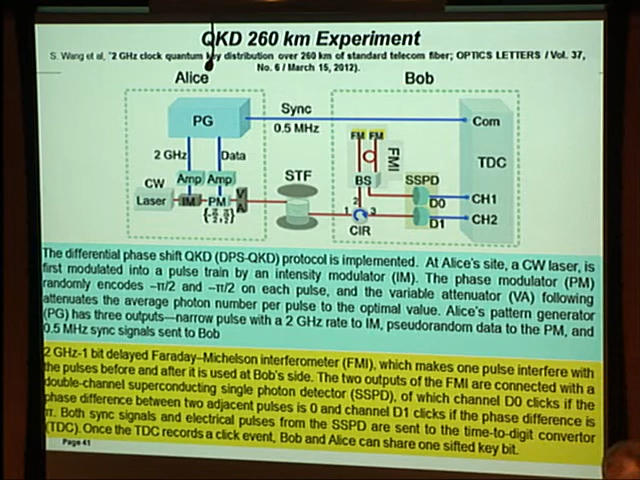 QKD 260 km Experiment
S. Wang et al, "2 GHz clock quantum key distribution over 260 km of standard telecom fiber; OPTICS LETTERS / Vol. 37,
No. 6 / March 15, 2012).
Alice
Bob
PG
Sync
0.5 MHz
Com
2 GHz
Data
FM FM
FMI
TDC
Amp
Amp
STF
BS
SSPD
CW
Laser
IM
PM
VA
2
D0
CH1
1
3
D1
CH2
CIR
The differential phase shift QKD (DPS-QKD) protocol is implemented. At Alice's site, a CW laser, is
first modulated into a pulse train by an intensity modulator (IM). The phase modulator (PM)
randomly encodes –π/2 and –π/2 on each pulse, and the variable attenuator (VA) following
attenuates the average photon number per pulse to the optimal value. Alice's pattern generator
(PG) has three outputs—narrow pulse with a 2 GHz rate to IM, pseudorandom data to the PM, and
0.5 MHz sync signals sent to Bob
2 GHz-1 bit delayed Faraday–Michelson interferometer (FMI), which makes one pulse interfere with
the pulses before and after it is used at Bob's side. The two outputs of the FMI are connected with a
double-channel superconducting single photon detector (SSPD), of which channel D0 clicks if the
phase difference between two adjacent pulses is 0 and channel D1 clicks if the phase difference is
π. Both sync signals and electrical pulses from the SSPD are sent to the time-to-digit convertor
(TDC). Once the TDC records a click event, Bob and Alice can share one sifted key bit.
Page 41